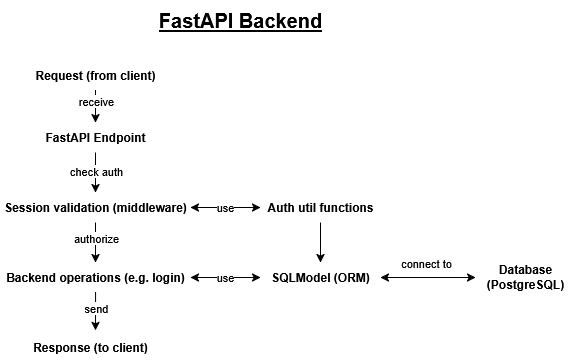 FastAPI Backend
Request (from client)
receive
FastAPI Endpoint
check auth
Session validation (middleware)
use
Auth util functions
authorize
Backend operations (e.g. login)
use
SQLModel (ORM)
connect to
Database
(PostgreSQL)
send
Response (to client)